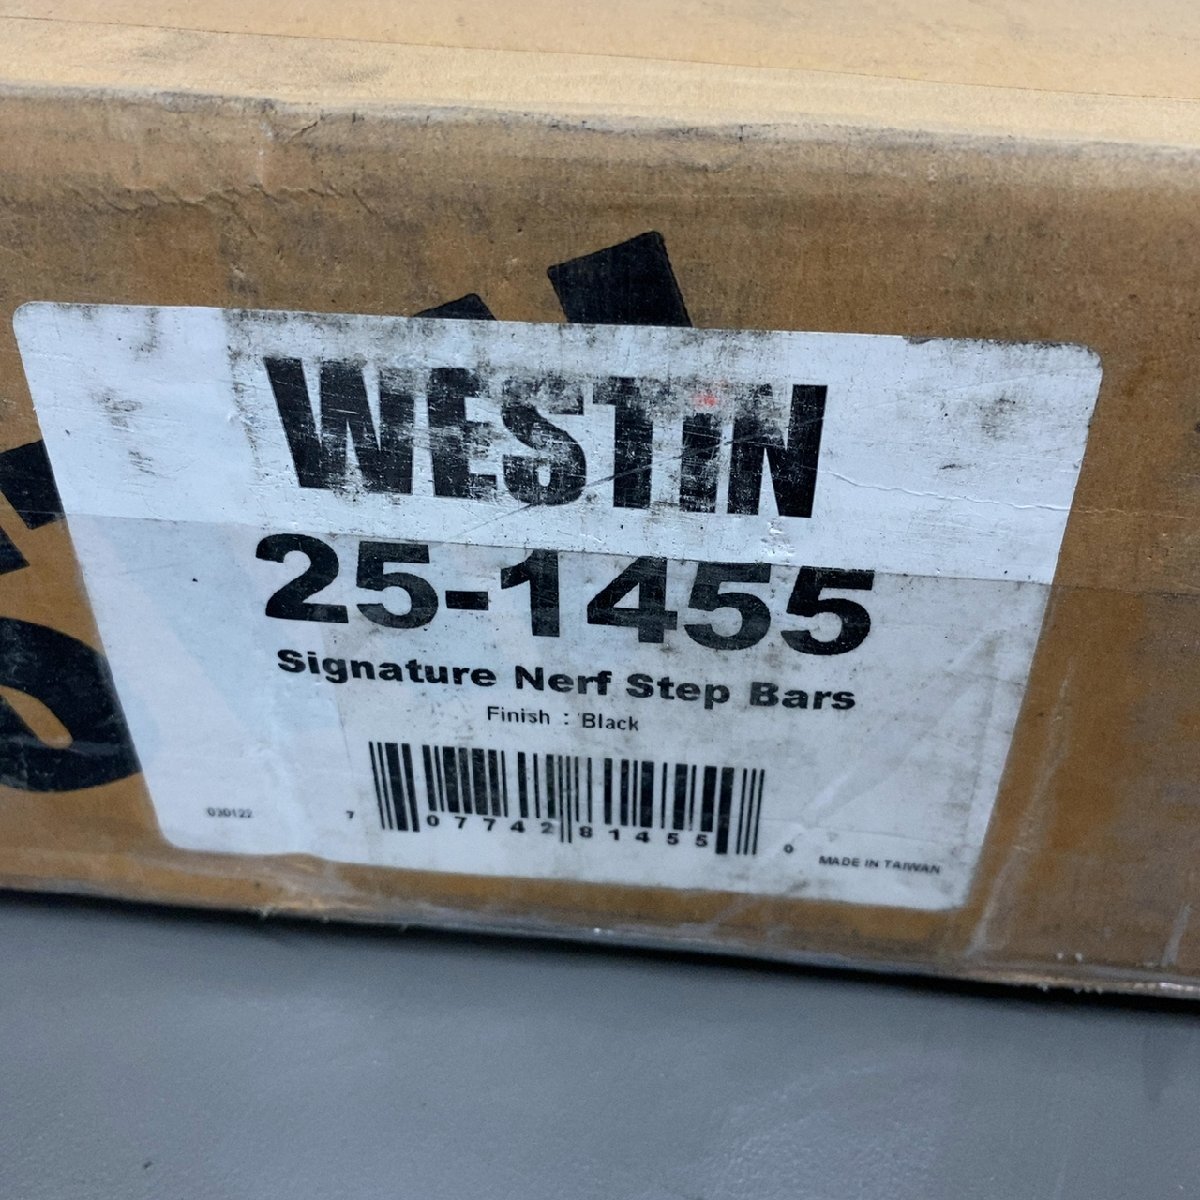 WESTiN
25-1455
Signature Nerf Step Bars
Finish : Black
030122
7 07742 81455 0
MADE IN TAIWAN